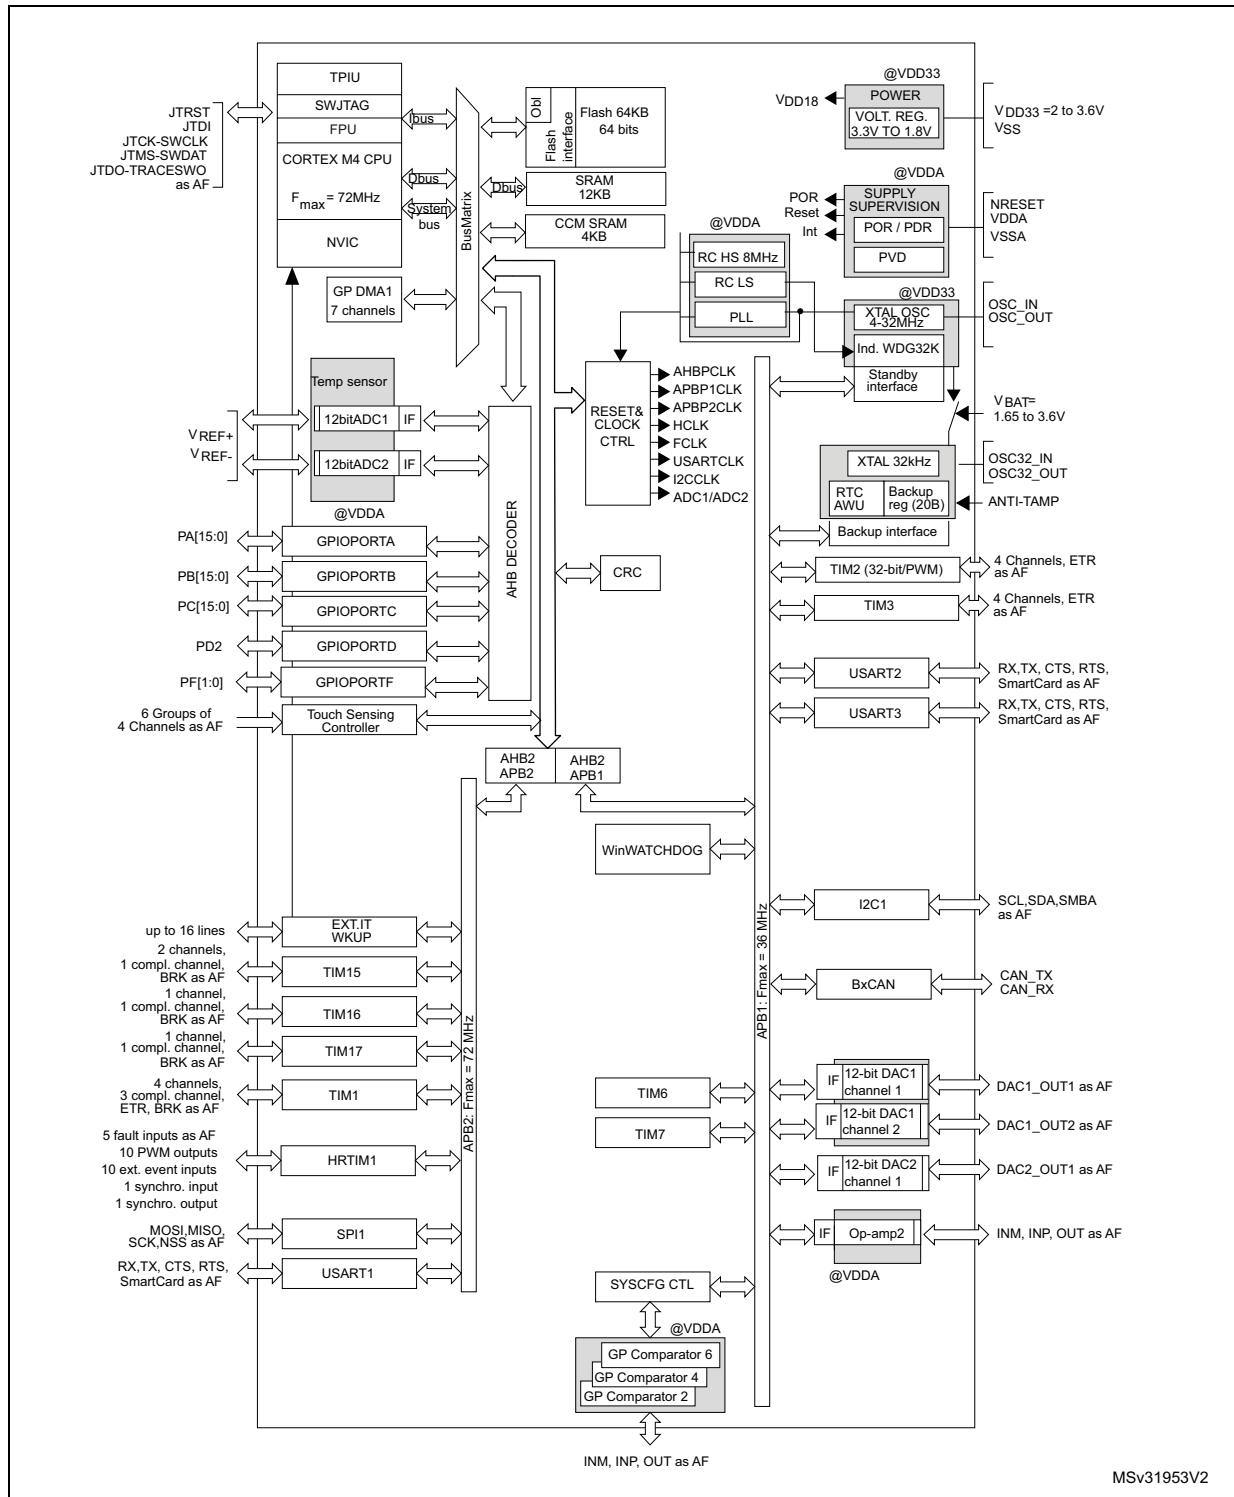 TPIU
SWJTAG
FPU
CORTEX M4 CPU
Fmax = 72MHz
NVIC
JTRST
JTDI
JTCK-SWCLK
JTMS-SWDAT
JTDO-TRACESWO
as AF
Ibus
Dbus
System
bus
BusMatrix
Obl
Flash
interface
Flash 64KB
64 bits
Dbus
SRAM
12KB
CCM SRAM
4KB
GP DMA1
7 channels
@VDD33
POWER
VOLT. REG.
3.3V TO 1.8V
VDD18
VDD33 =2 to 3.6V
VSS
@VDDA
SUPPLY
SUPERVISION
POR / PDR
PVD
POR
Reset
Int
NRESET
VDDA
VSSA
@VDDA
RC HS 8MHz
RC LS
PLL
@VDD33
XTAL OSC
4-32MHz
Ind. WDG32K
Standby
interface
OSC_IN
OSC_OUT
VBAT=
1.65 to 3.6V
XTAL 32kHz
OSC32_IN
OSC32_OUT
RTC
AWU
Backup
reg (20B)
ANTI-TAMP
Backup interface
RESET&
CLOCK
CTRL
AHBPCLK
APBP1CLK
APBP2CLK
HCLK
FCLK
USARTCLK
I2CCLK
ADC1/ADC2
Temp sensor
12bitADC1
IF
12bitADC2
IF
VREF+
VREF-
@VDDA
AHB DECODER
PA[15:0]
GPIOPORTA
PB[15:0]
GPIOPORTB
PC[15:0]
GPIOPORTC
PD2
GPIOPORTD
PF[1:0]
GPIOPORTF
6 Groups of
4 Channels as AF
Touch Sensing
Controller
CRC
AHB2
APB2
AHB2
APB1
WinWATCHDOG
TIM2 (32-bit/PWM)
4 Channels, ETR
as AF
TIM3
4 Channels, ETR
as AF
USART2
RX,TX, CTS, RTS,
SmartCard as AF
USART3
RX,TX, CTS, RTS,
SmartCard as AF
I2C1
SCL,SDA,SMBA
as AF
BxCAN
CAN_TX
CAN_RX
APB1: Fmax = 36 MHz
APB2: Fmax = 72 MHz
up to 16 lines
EXT.IT
WKUP
2 channels,
1 compl. channel,
BRK as AF
TIM15
1 channel,
1 compl. channel,
BRK as AF
TIM16
1 channel,
1 compl. channel,
BRK as AF
TIM17
4 channels,
3 compl. channel,
ETR, BRK as AF
TIM1
5 fault inputs as AF
10 PWM outputs
10 ext. event inputs
1 synchro. input
1 synchro. output
HRTIM1
MOSI,MISO,
SCK,NSS as AF
SPI1
RX,TX, CTS, RTS,
SmartCard as AF
USART1
TIM6
TIM7
IF
12-bit DAC1
channel 1
DAC1_OUT1 as AF
IF
12-bit DAC1
channel 2
DAC1_OUT2 as AF
IF
12-bit DAC2
channel 1
DAC2_OUT1 as AF
IF
Op-amp2
INM, INP, OUT as AF
@VDDA
SYSCFG CTL
@VDDA
GP Comparator 6
GP Comparator 4
GP Comparator 2
INM, INP, OUT as AF
MSv31953V2